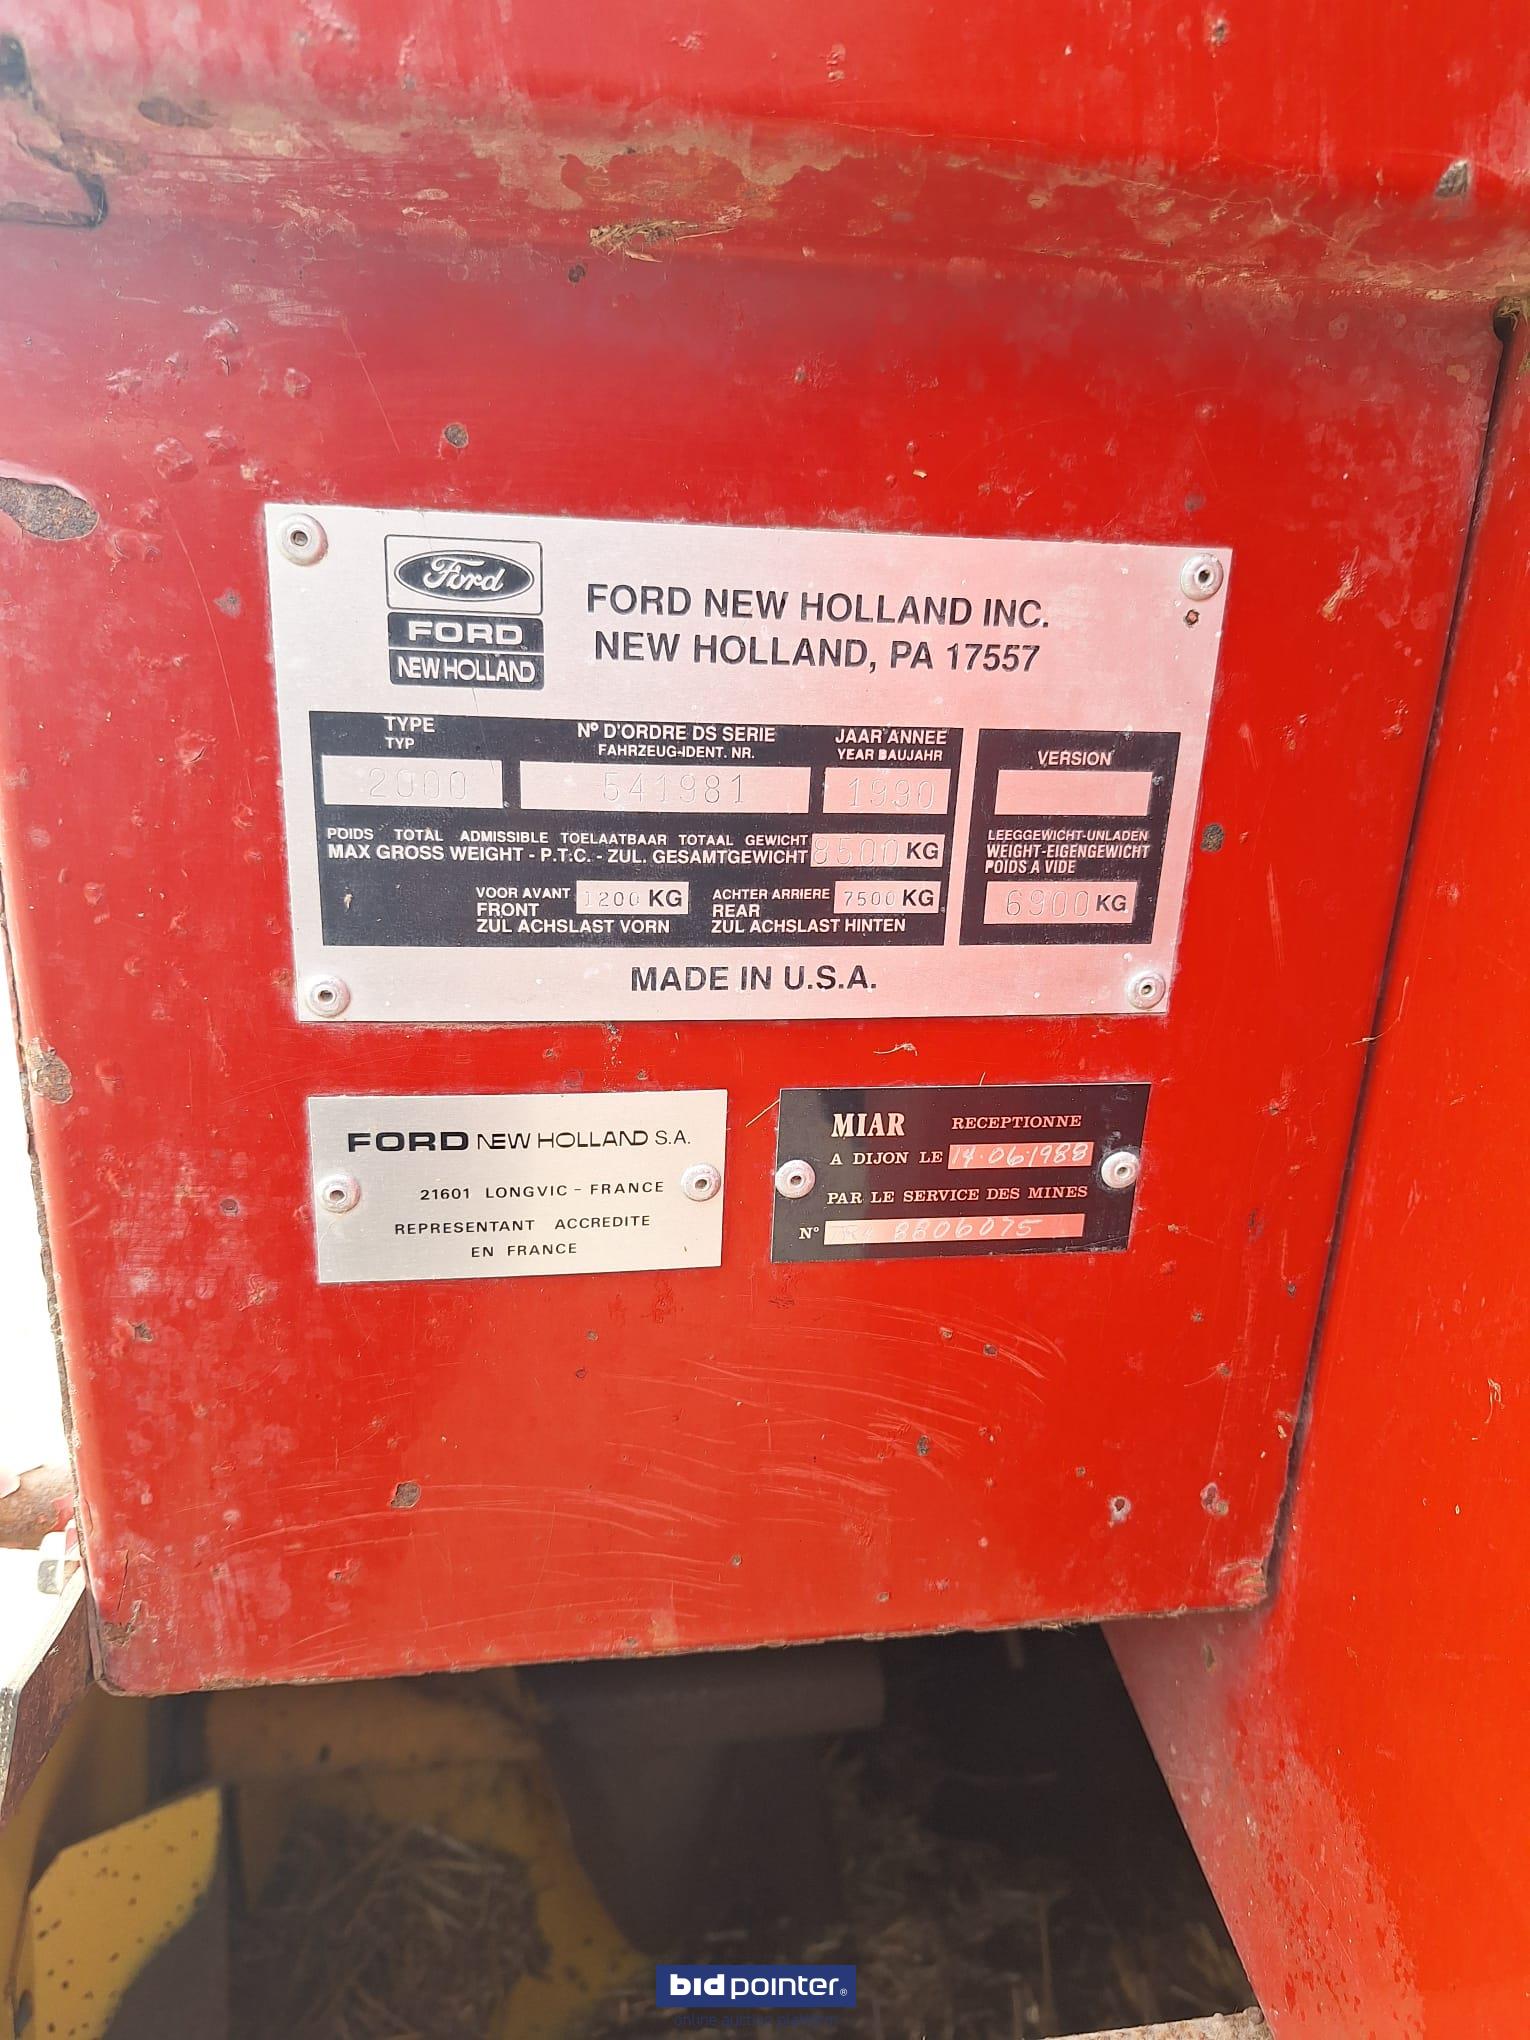 Ford
FORD
NEW HOLLAND
FORD NEW HOLLAND INC.
NEW HOLLAND, PA 17557
TYPE
TYP
2000
Nº D'ORDRE DS SERIE
FAHRZEUG-IDENT. NR.
541981
JAAR ANNEE
YEAR BAUJAHR
1990
VERSION
POIDS TOTAL ADMISSIBLE TOELAATBAAR TOTAAL GEWICHT
MAX GROSS WEIGHT - P.T.C. - ZUL. GESAMTGEWICHT 8500 KG
VOOR AVANT
FRONT
ZUL ACHSLAST VORN
1200 KG
ACHTER ARRIERE
REAR
ZUL ACHSLAST HINTEN
7500 KG
LEEGGEWICHT-UNLADEN
WEIGHT-EIGENGEWICHT
POIDS A VIDE
6900 KG
MADE IN U.S.A.
FORD NEW HOLLAND S.A.
21601 LONGVIC - FRANCE
REPRESENTANT ACCREDITE
EN FRANCE
MIAR RECEPTIONNE
A DIJON LE 14.06.1988
PAR LE SERVICE DES MINES
N° 8806075
bidpointer®
online auction platform